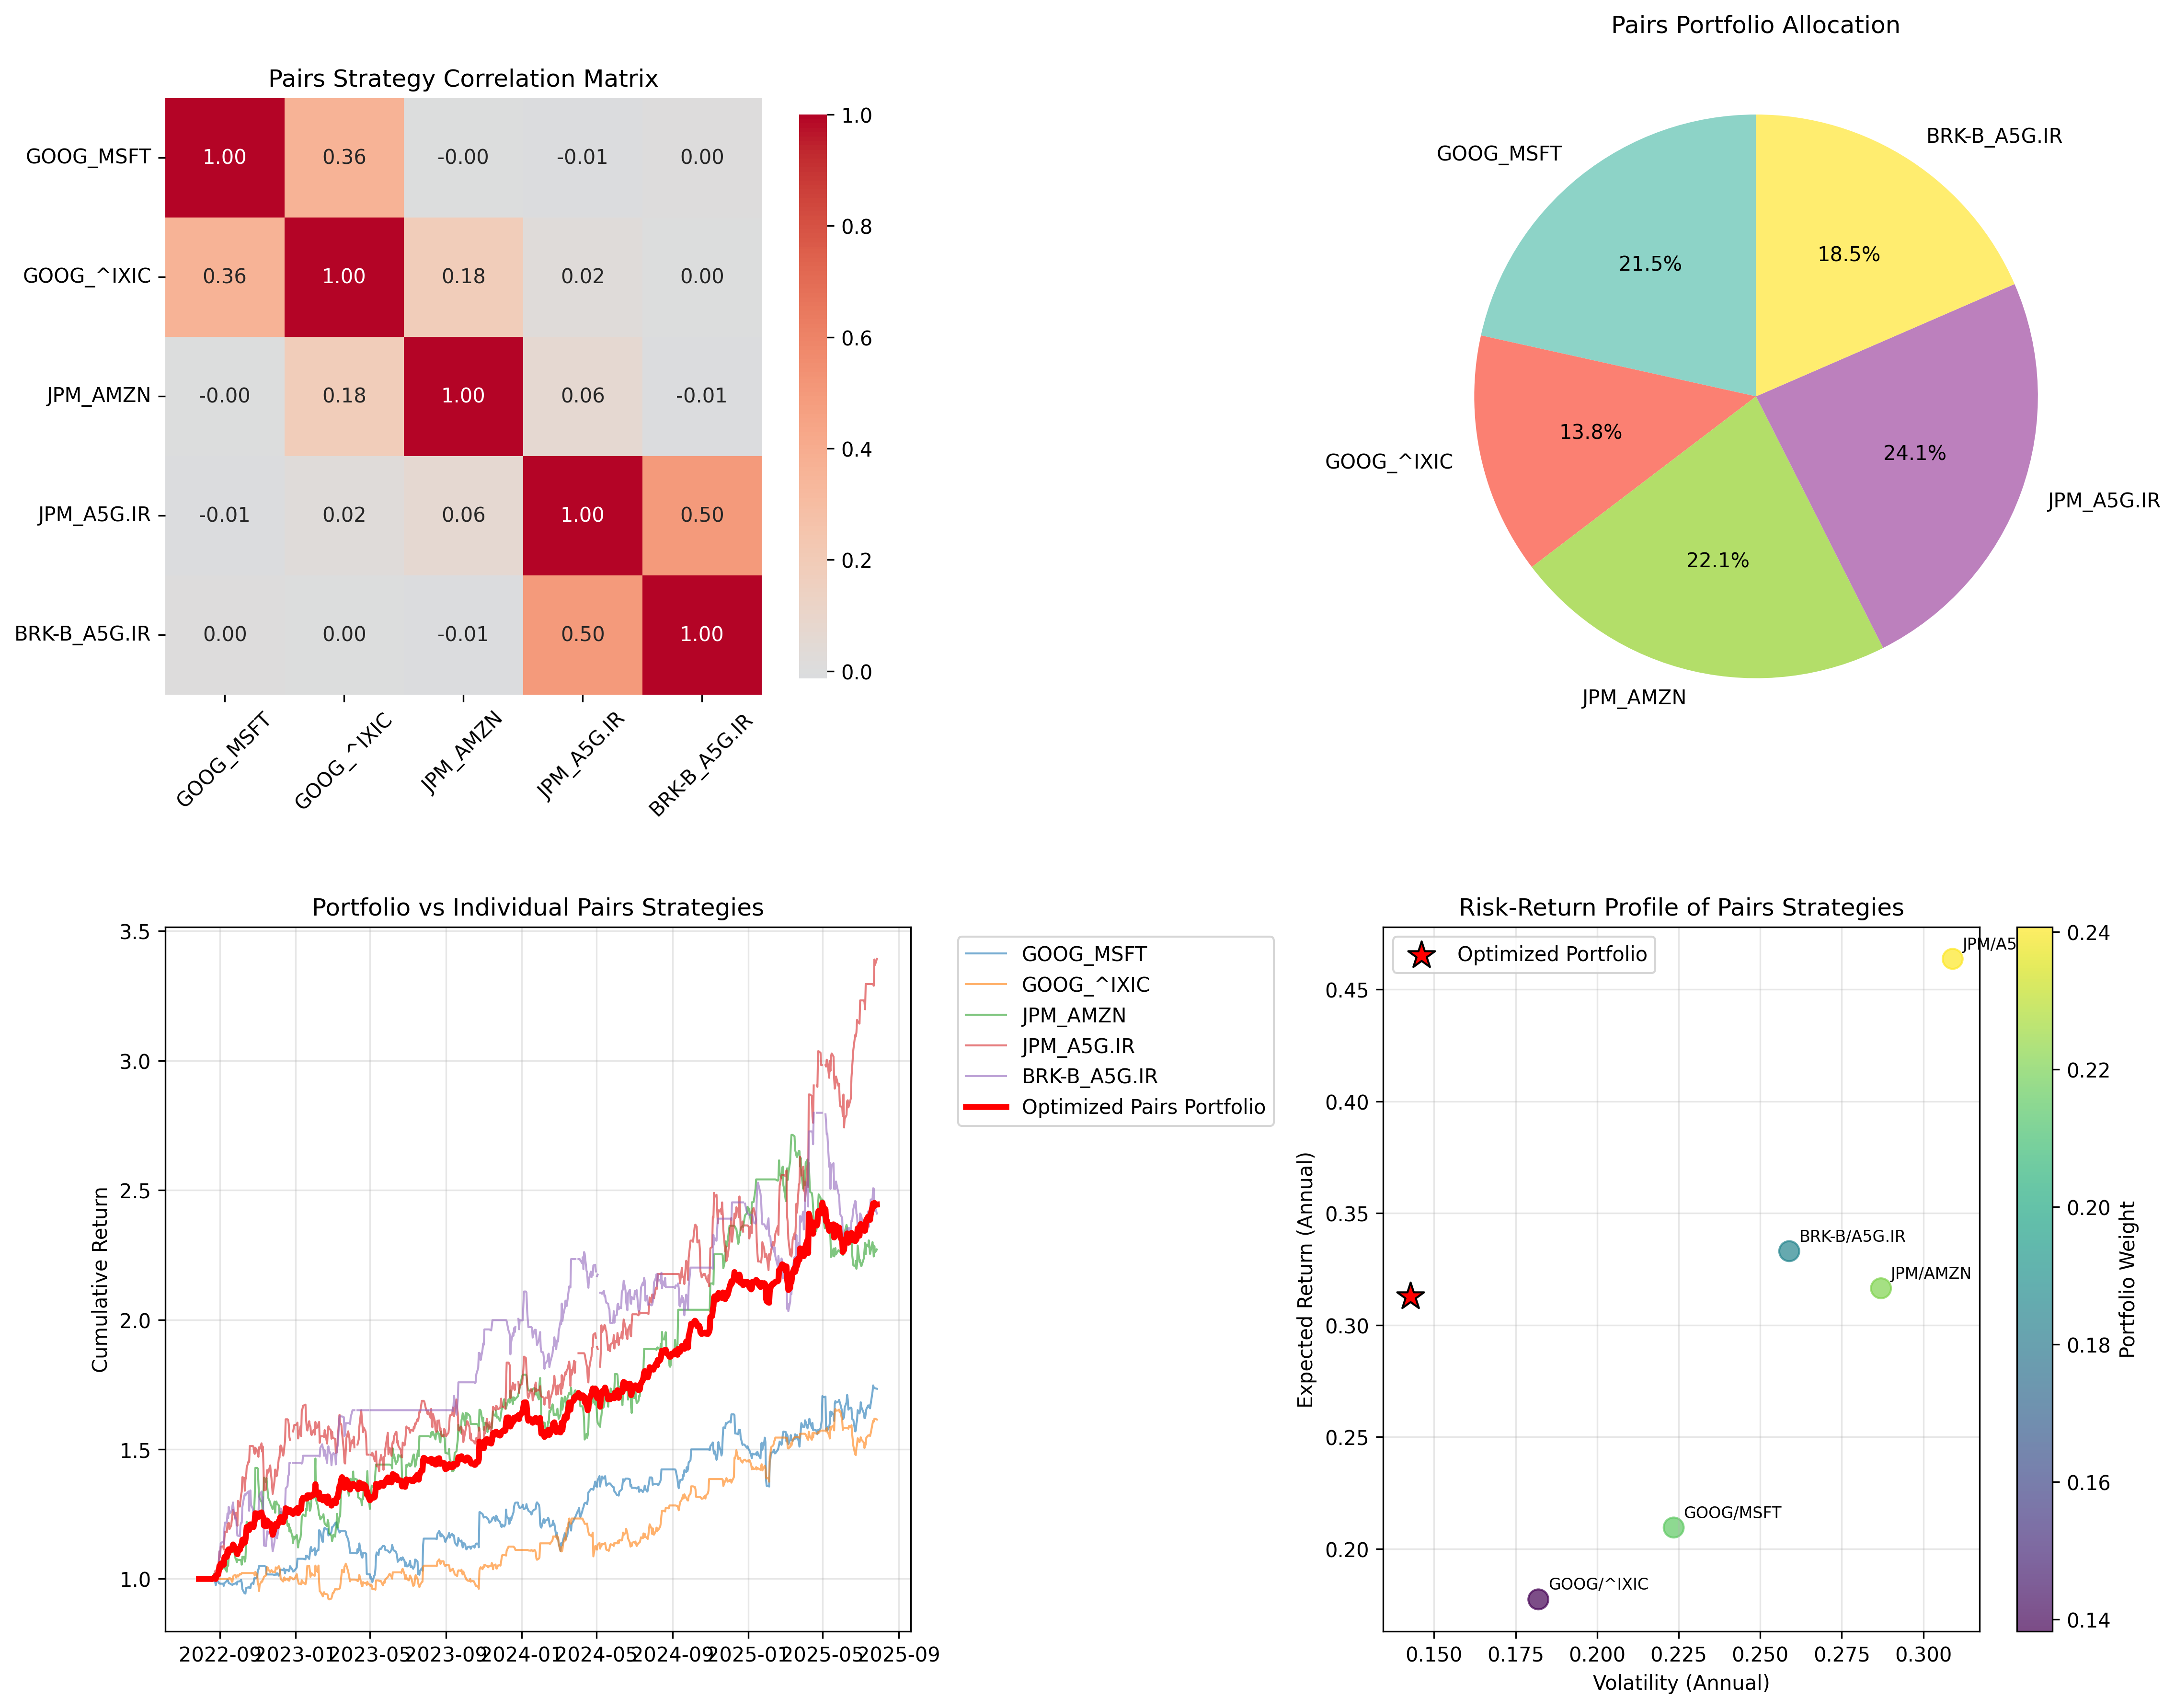 Pairs Strategy Correlation Matrix
GOOG_MSFT 1.00 0.36 -0.00 -0.01 0.00
GOOG_^IXIC 0.36 1.00 0.18 0.02 0.00
JPM_AMZN -0.00 0.18 1.00 0.06 -0.01
JPM_A5G.IR -0.01 0.02 0.06 1.00 0.50
BRK-B_A5G.IR 0.00 0.00 -0.01 0.50 1.00
GOOG_MSFT GOOG_^IXIC JPM_AMZN JPM_A5G.IR BRK-B_A5G.IR
1.0
0.8
0.6
0.4
0.2
0.0
Pairs Portfolio Allocation
BRK-B_A5G.IR
GOOG_MSFT
18.5%
21.5%
13.8%
24.1%
GOOG_^IXIC
JPM_A5G.IR
22.1%
JPM_AMZN
Portfolio vs Individual Pairs Strategies
Cumulative Return
3.5
3.0
2.5
2.0
1.5
1.0
2022-09 2023-01 2023-05 2023-09 2024-01 2024-05 2024-09 2025-01 2025-05 2025-09
GOOG_MSFT
GOOG_^IXIC
JPM_AMZN
JPM_A5G.IR
BRK-B_A5G.IR
Optimized Pairs Portfolio
Risk-Return Profile of Pairs Strategies
Optimized Portfolio
JPM/A5
BRK-B/A5G.IR
JPM/AMZN
GOOG/MSFT
GOOG/^IXIC
Expected Return (Annual)
0.45
0.40
0.35
0.30
0.25
0.20
0.150 0.175 0.200 0.225 0.250 0.275 0.300
Volatility (Annual)
0.24
0.22
0.20
0.18
0.16
0.14
Portfolio Weight